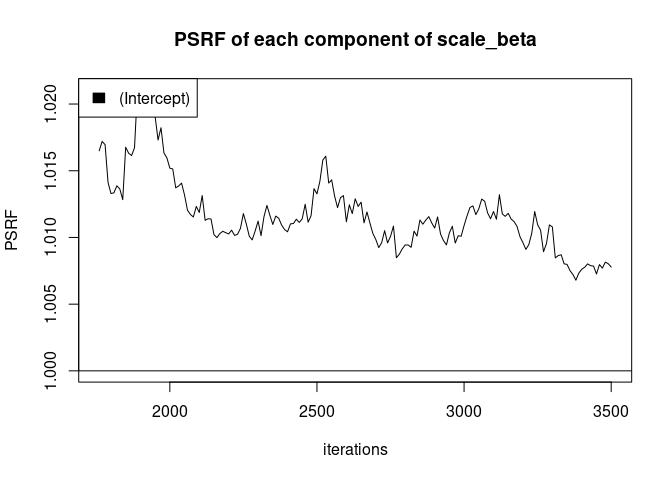 PSRF of each component of scale_beta
(Intercept)
PSRF
1.020
1.015
1.010
1.005
1.000
2000
2500
3000
3500
iterations